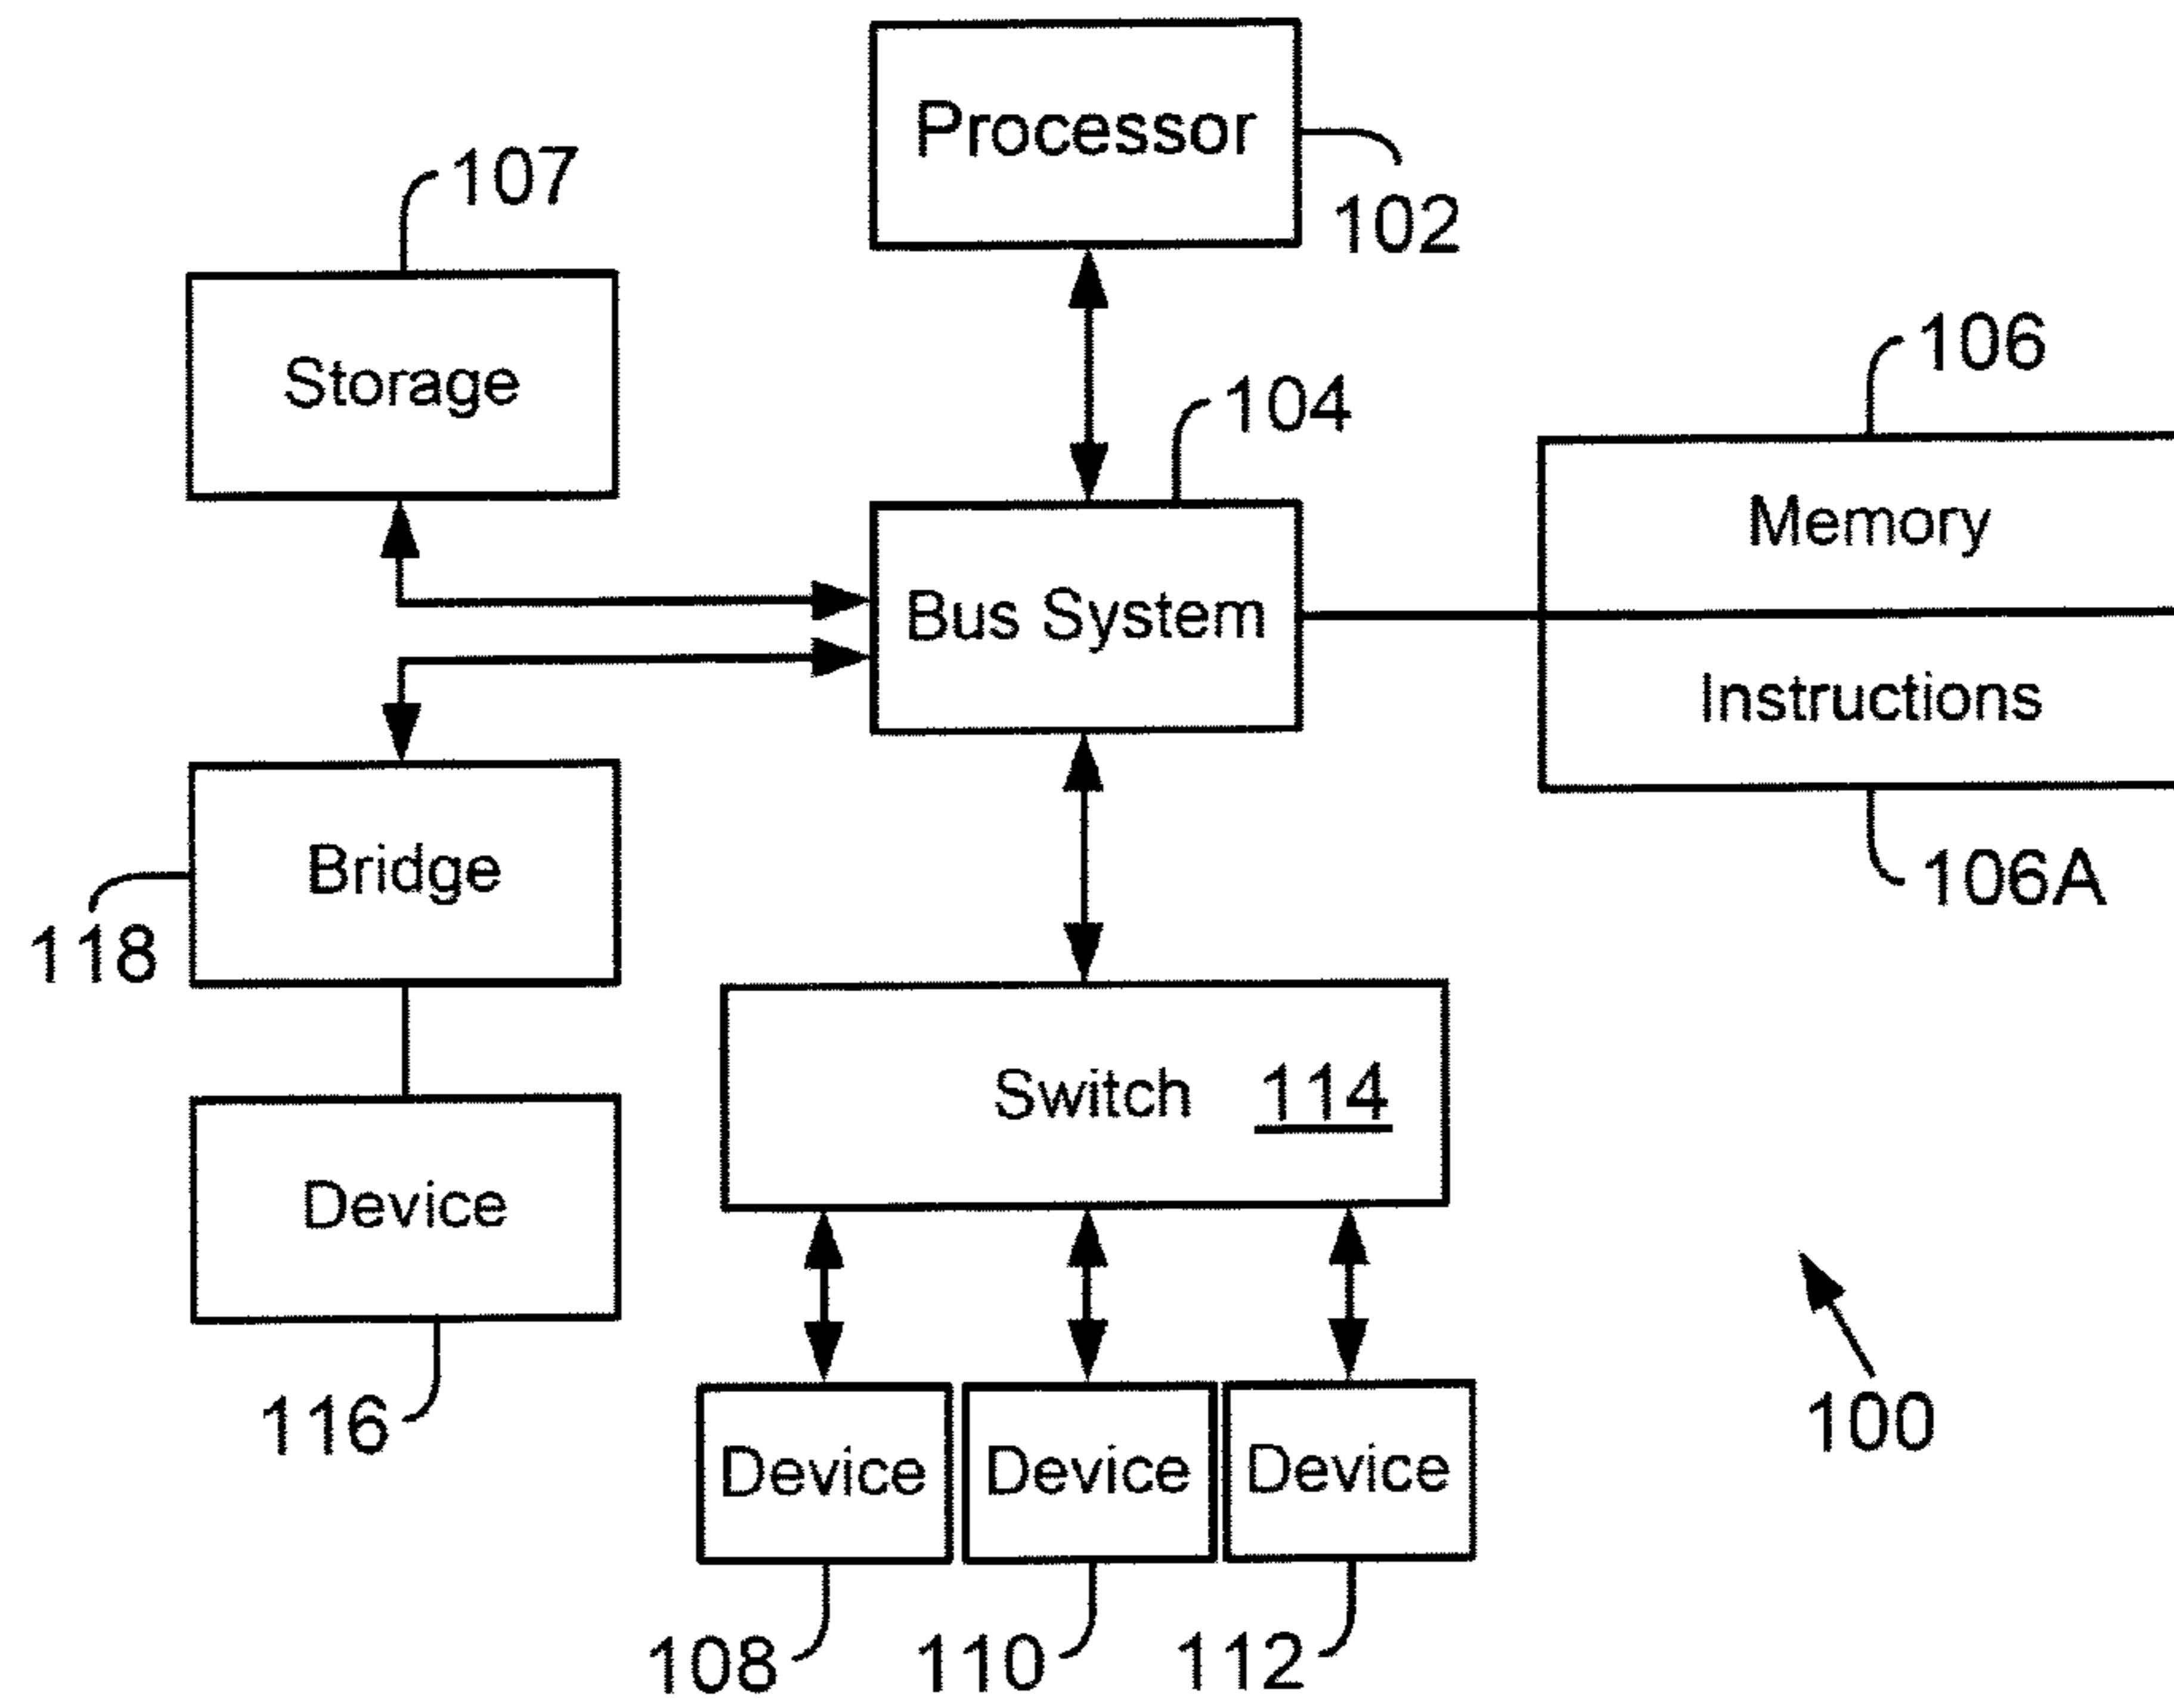 Processor
102
107
Storage
104
106
Memory
Bus System
Instructions
106A
Bridge
118
Switch 114
Device
116
100
Device
Device
Device
108
110
112